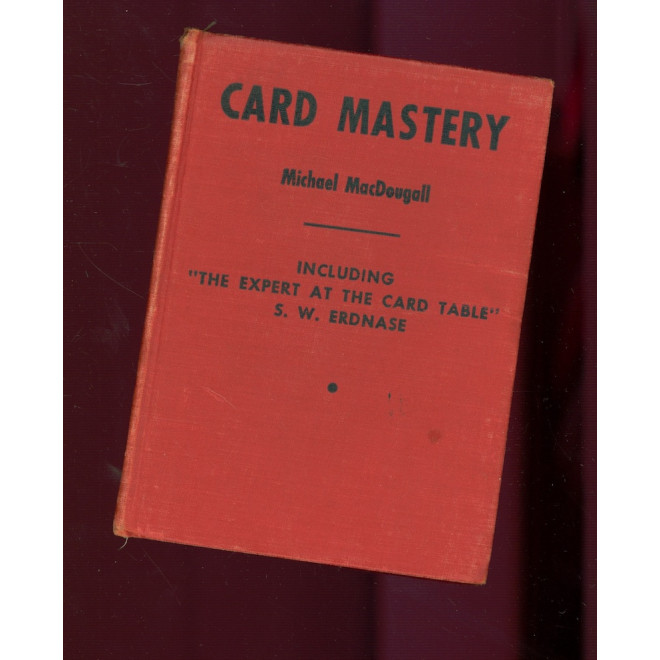 CARD MASTERY
Michael MacDougall
INCLUDING
"THE EXPERT AT THE CARD TABLE"
S. W. ERDNASE